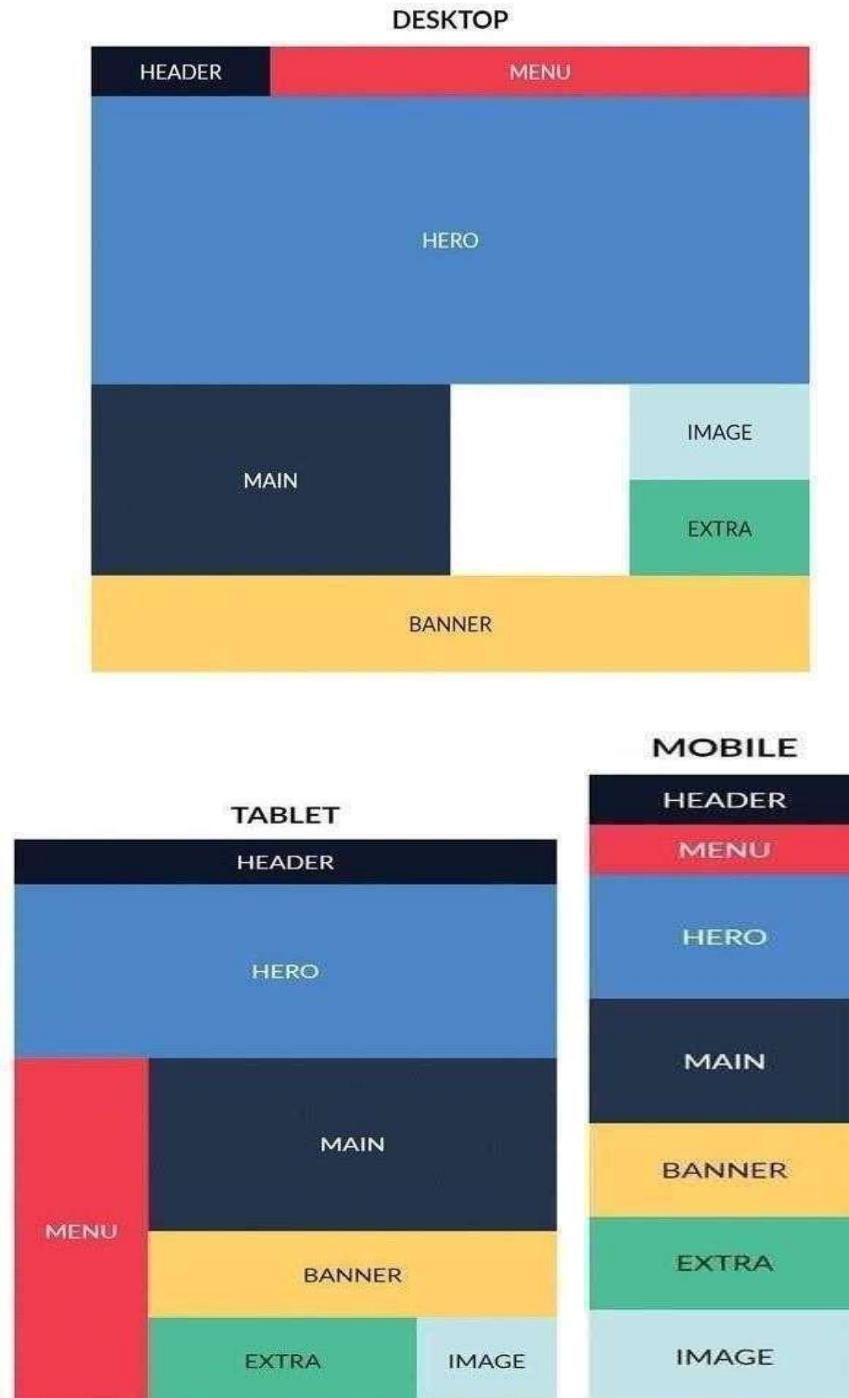 DESKTOP
HEADER
MENU
HERO
MAIN
IMAGE
EXTRA
BANNER
TABLET
HEADER
HERO
MENU
MAIN
BANNER
EXTRA
IMAGE
MOBILE
HEADER
MENU
HERO
MAIN
BANNER
EXTRA
IMAGE